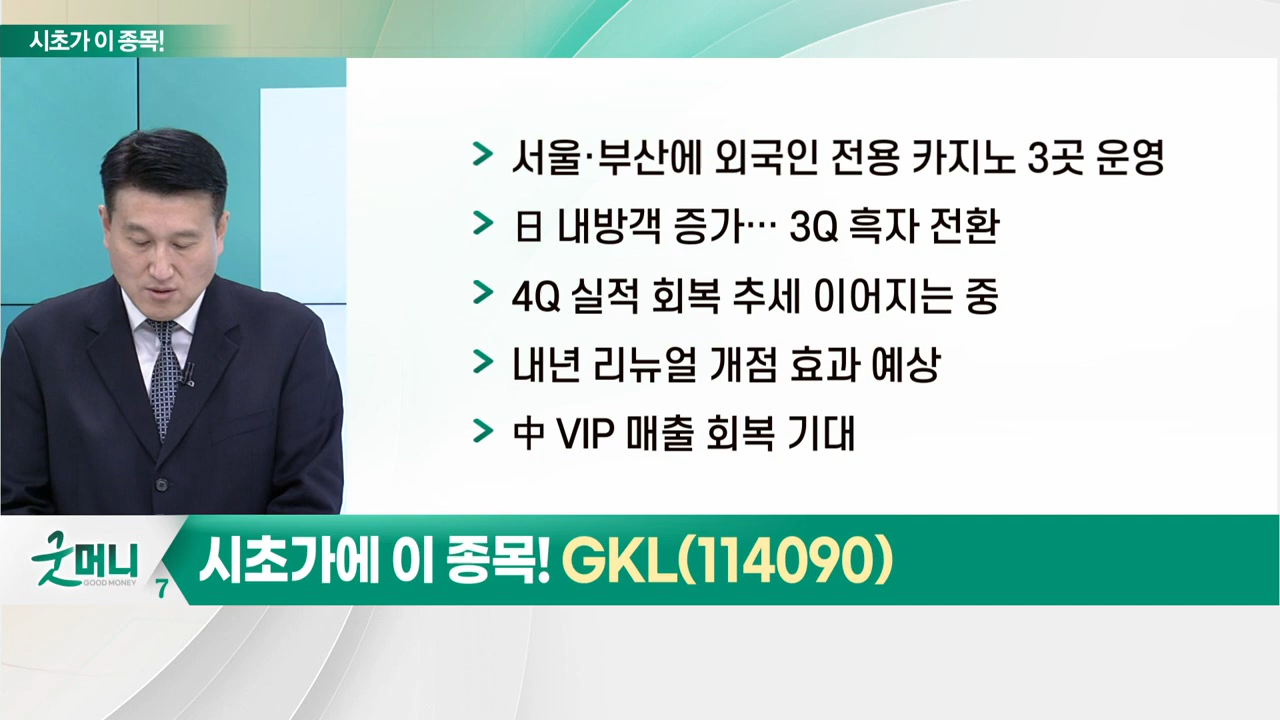 시초가 이 종목!
> 서울·부산에 외국인 전용 카지노 3곳 운영
> 日 내방객 증가… 3Q 흑자 전환
> 4Q 실적 회복 추세 이어지는 중
> 내년 리뉴얼 개점 효과 예상
> 中 VIP 매출 회복 기대
굿머니
GOOD MONEY
7
시초가에 이 종목! GKL(114090)